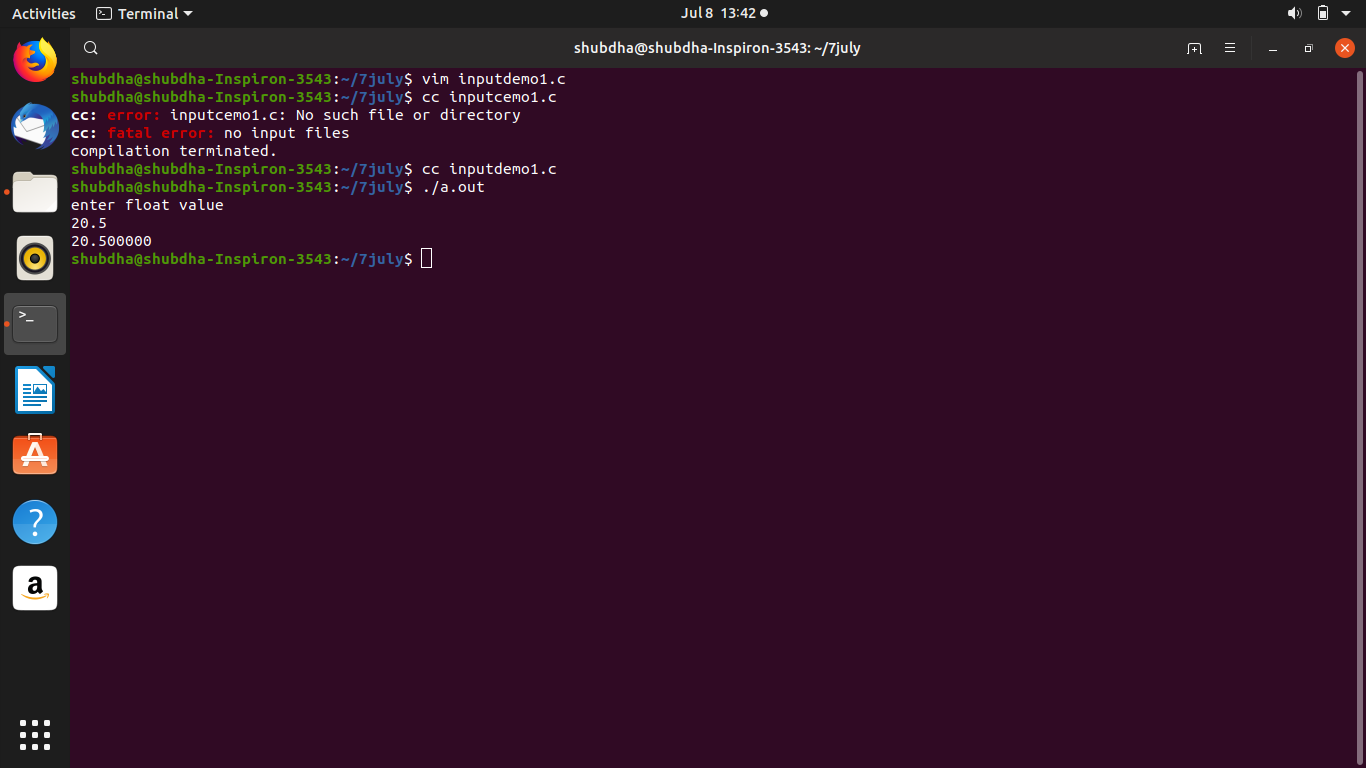 Activities Terminal Jul 8 13:42
shubdha@shubdha-Inspiron-3543: ~/7july
shubdha@shubdha-Inspiron-3543:~/7july$ vim inputdemo1.c
shubdha@shubdha-Inspiron-3543:~/7july$ cc inputcemo1.c
cc: error: inputcemo1.c: No such file or directory
cc: fatal error: no input files
compilation terminated.
shubdha@shubdha-Inspiron-3543:~/7july$ cc inputdemo1.c
shubdha@shubdha-Inspiron-3543:~/7july$ ./a.out
enter float value
20.5
20.500000
shubdha@shubdha-Inspiron-3543:~/7july$